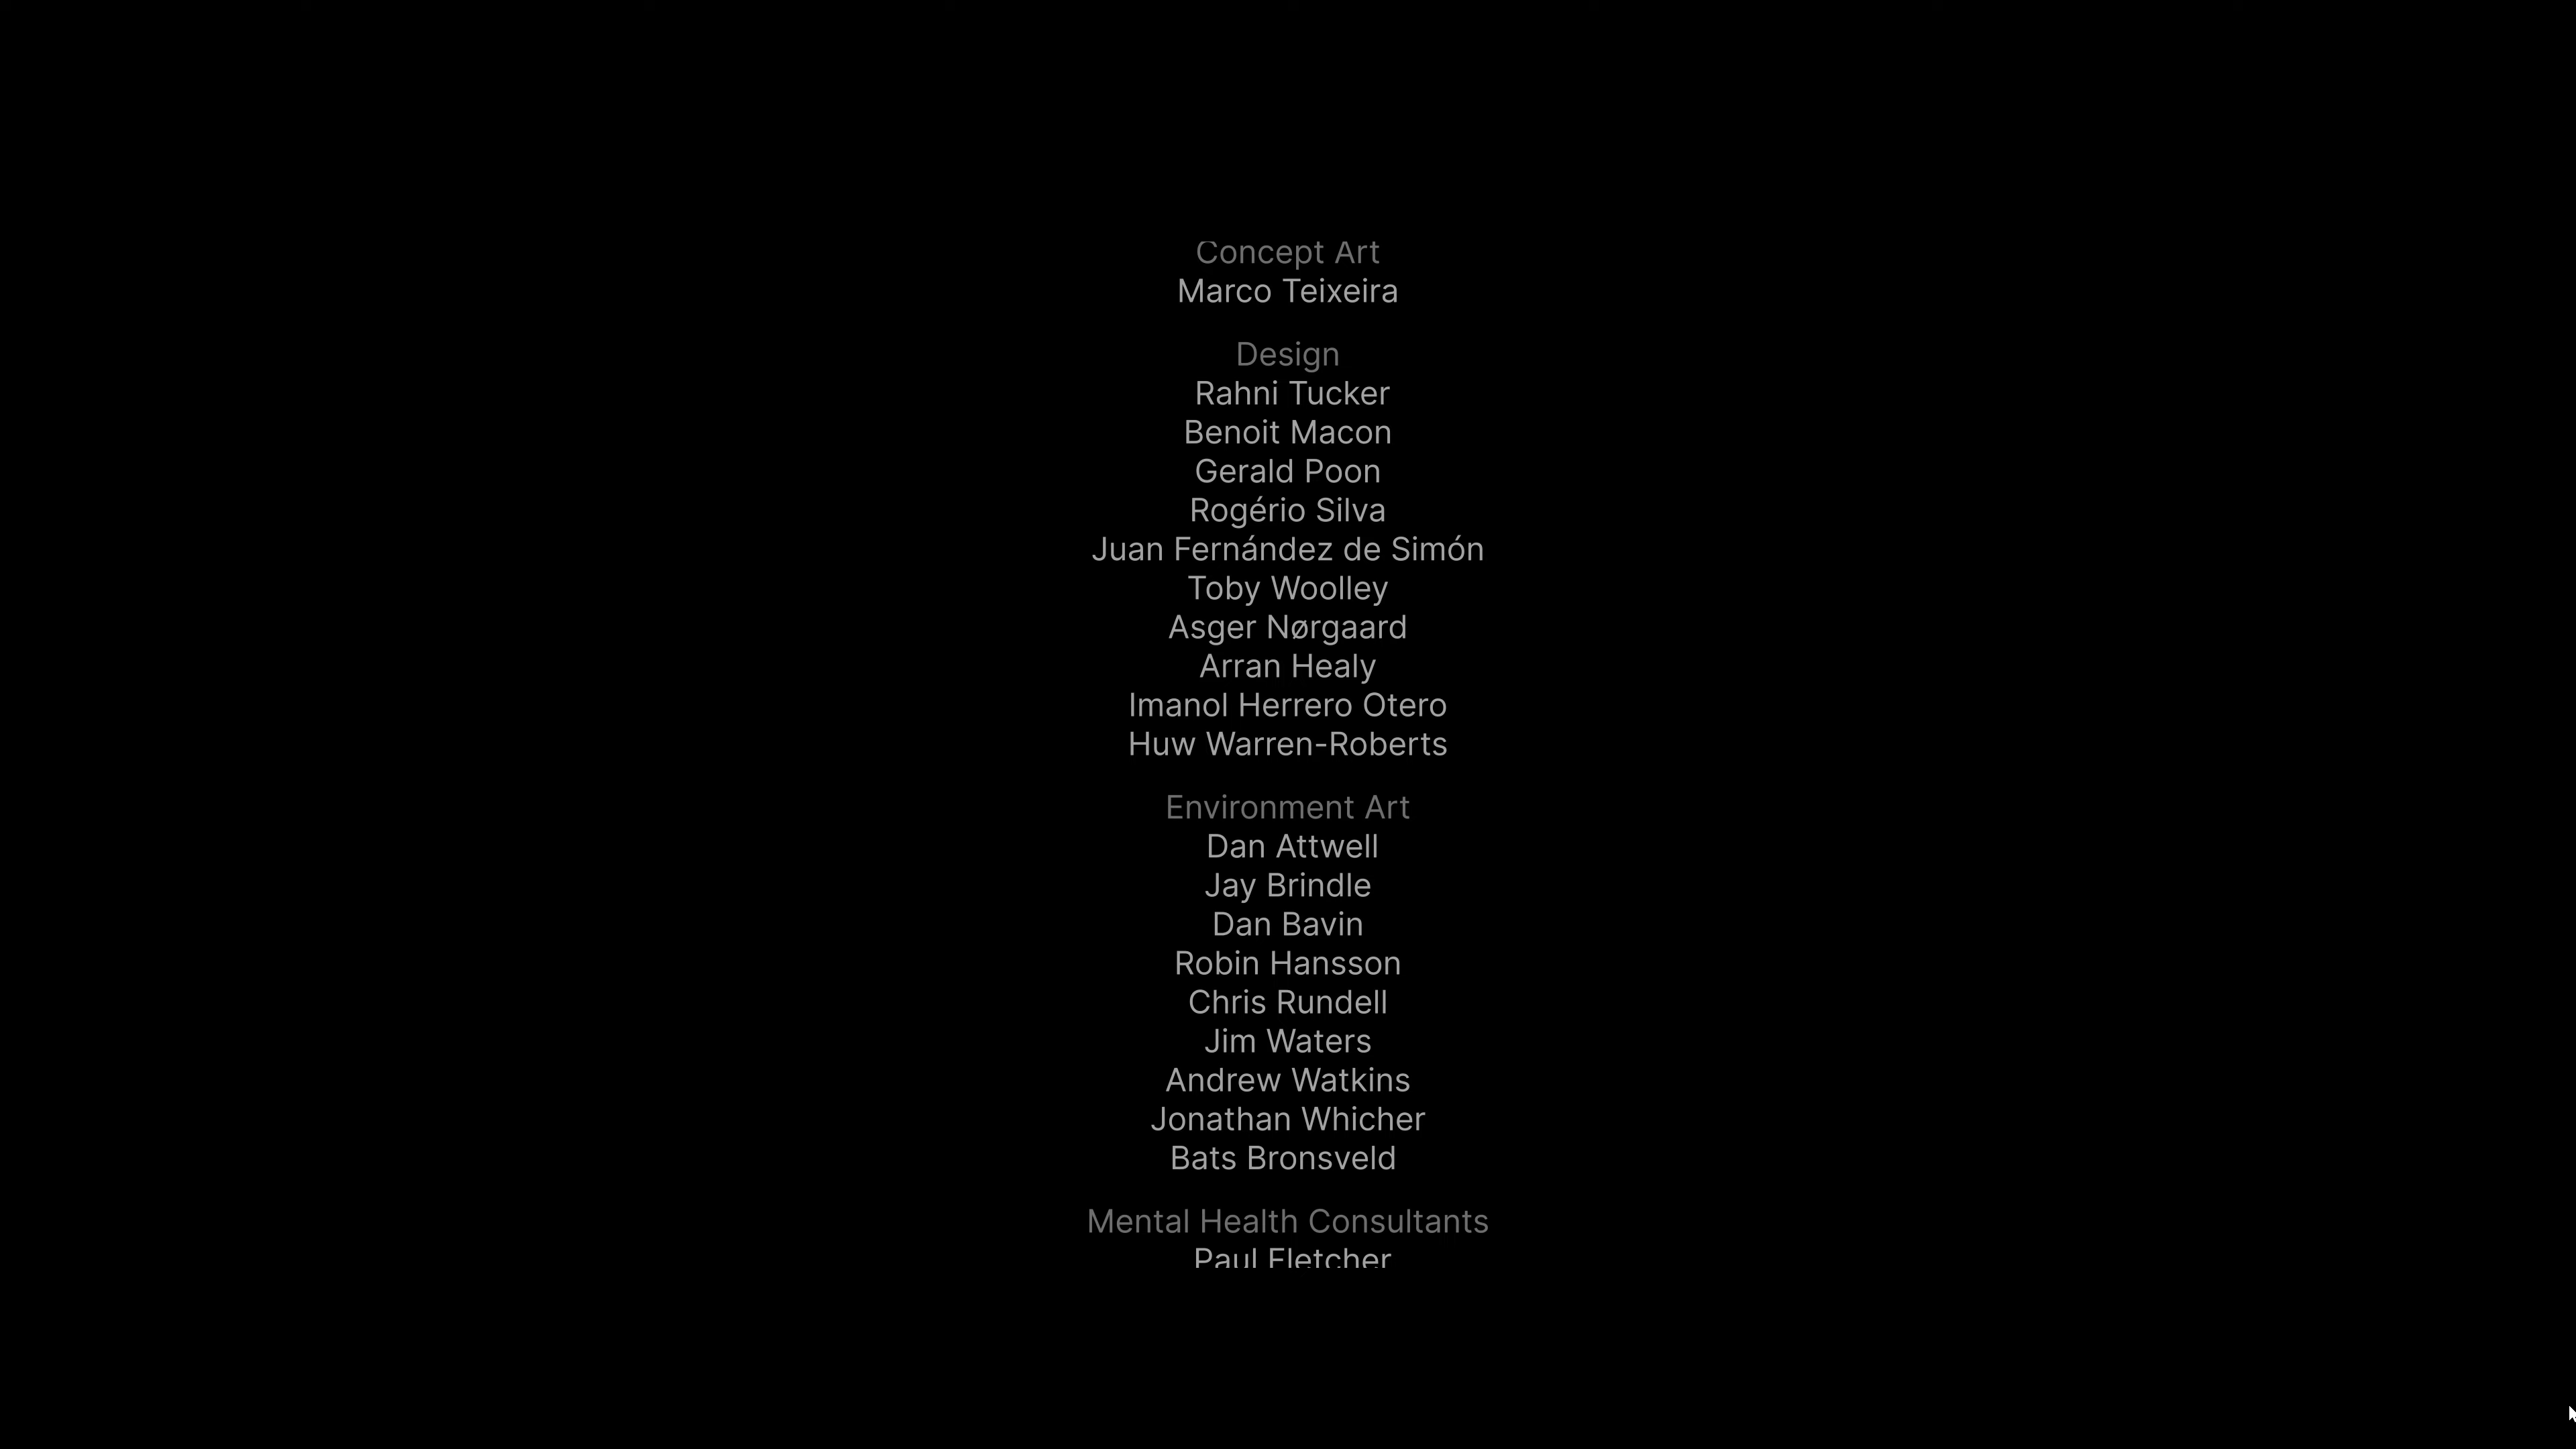 Concept Art
Marco Teixeira
Design
Rahni Tucker
Benoit Macon
Gerald Poon
Rogério Silva
Juan Fernández de Simón
Toby Woolley
Asger Nørgaard
Arran Healy
Imanol Herrero Otero
Huw Warren-Roberts
Environment Art
Dan Attwell
Jay Brindle
Dan Bavin
Robin Hansson
Chris Rundell
Jim Waters
Andrew Watkins
Jonathan Whicher
Bats Bronsveld
Mental Health Consultants
Paul Fletcher